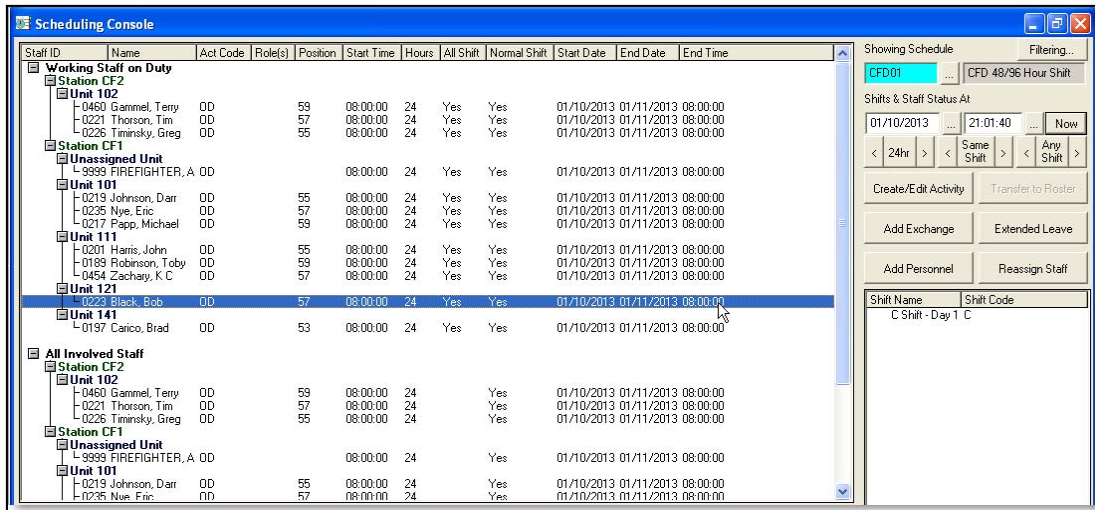 Scheduling Console
Staff ID Name Act Code Role(s) Position Start Time Hours All Shift Normal Shift Start Date End Date End Time
Working Staff on Duty
Station CF2
Unit 102
0460 Gammel, Terry OD 59 08:00:00 24 Yes Yes 01/10/2013 01/11/2013 08:00:00
0221 Thorson, Tim OD 57 08:00:00 24 Yes Yes 01/10/2013 01/11/2013 08:00:00
0226 Timinsky, Greg OD 55 08:00:00 24 Yes Yes 01/10/2013 01/11/2013 08:00:00
Station CF1
Unassigned Unit
9999 FIREFIGHTER, A OD 08:00:00 24 Yes Yes 01/10/2013 01/11/2013 08:00:00
Unit 101
0219 Johnson, Darr OD 55 08:00:00 24 Yes Yes 01/10/2013 01/11/2013 08:00:00
0235 Nye, Eric OD 57 08:00:00 24 Yes Yes 01/10/2013 01/11/2013 08:00:00
0217 Papp, Michael OD 59 08:00:00 24 Yes Yes 01/10/2013 01/11/2013 08:00:00
Unit 111
0201 Harris, John OD 55 08:00:00 24 Yes Yes 01/10/2013 01/11/2013 08:00:00
0189 Robinson, Toby OD 59 08:00:00 24 Yes Yes 01/10/2013 01/11/2013 08:00:00
0454 Zachary, K C OD 57 08:00:00 24 Yes Yes 01/10/2013 01/11/2013 08:00:00
Unit 121
0223 Black, Bob OD 57 08:00:00 24 Yes Yes 01/10/2013 01/11/2013 08:00:00
Unit 141
0197 Carico, Brad OD 53 08:00:00 24 Yes Yes 01/10/2013 01/11/2013 08:00:00
All Involved Staff
Station CF2
Unit 102
0460 Gammel, Terry OD 59 08:00:00 24 Yes 01/10/2013 01/11/2013 08:00:00
0221 Thorson, Tim OD 57 08:00:00 24 Yes 01/10/2013 01/11/2013 08:00:00
0226 Timinsky, Greg OD 55 08:00:00 24 Yes 01/10/2013 01/11/2013 08:00:00
Station CF1
Unassigned Unit
9999 FIREFIGHTER, A OD 08:00:00 24 Yes 01/10/2013 01/11/2013 08:00:00
Unit 101
0219 Johnson, Darr OD 55 08:00:00 24 Yes 01/10/2013 01/11/2013 08:00:00
0235 Nye, Eric OD 57 08:00:00 24 Yes 01/10/2013 01/11/2013 08:00:00
Showing Schedule Filtering...
CFD01 ... CFD 48/96 Hour Shift
Shifts & Staff Status At
01/10/2013 ... 21:01:40 ... Now
< 24hr > < Same Shift > < Any Shift >
Create/Edit Activity Transfer to Roster
Add Exchange Extended Leave
Add Personnel Reassign Staff
Shift Name Shift Code
C Shift - Day 1 C